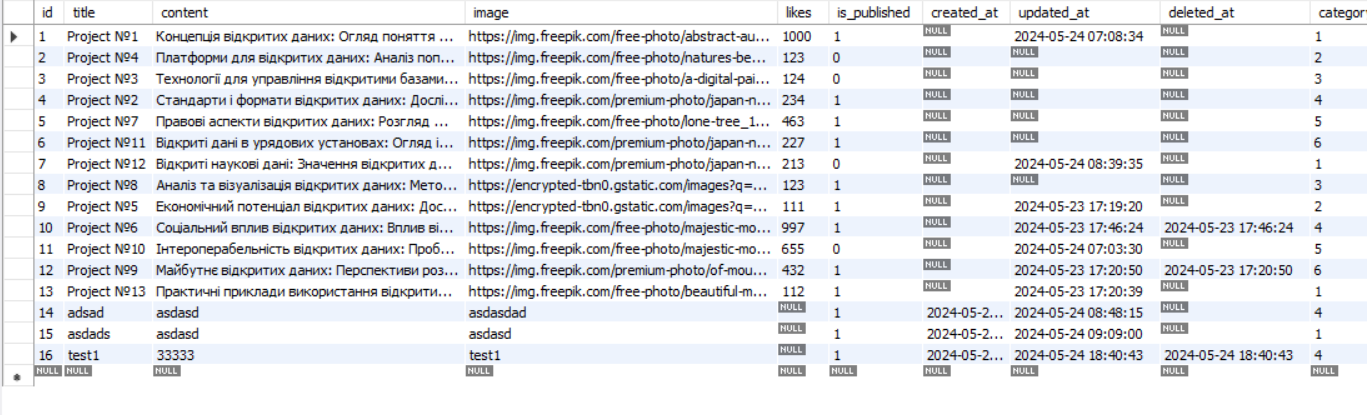 id title content image likes is_published created_at updated_at deleted_at category
1 Project №1 Концепція відкритих даних: Огляд поняття ... https://img.freepik.com/free-photo/abstract-au... 1000 1 NULL 2024-05-24 07:08:34 NULL 1
2 Project №4 Платформи для відкритих даних: Аналіз поп... https://img.freepik.com/free-photo/natures-be... 123 0 NULL NULL NULL 2
3 Project №3 Технології для управління відкритими базами... https://img.freepik.com/free-photo/a-digital-pai... 124 0 NULL NULL NULL 3
4 Project №2 Стандарти і формати відкритих даних: Дослі... https://img.freepik.com/premium-photo/japan-n... 234 1 NULL NULL NULL 4
5 Project №7 Правові аспекти відкритих даних: Розгляд ... https://img.freepik.com/free-photo/lone-tree_1... 463 1 NULL NULL NULL 5
6 Project №11 Відкриті дані в урядових установах: Огляд і... https://img.freepik.com/premium-photo/japan-n... 227 1 NULL NULL NULL 6
7 Project №12 Відкриті наукові дані: Значення відкритих д... https://img.freepik.com/premium-photo/japan-n... 213 0 NULL 2024-05-24 08:39:35 NULL 1
8 Project №8 Аналіз та візуалізація відкритих даних: Мето... https://encrypted-tbn0.gstatic.com/images?q=... 123 1 NULL NULL NULL 3
9 Project №5 Економічний потенціал відкритих даних: Дос... https://encrypted-tbn0.gstatic.com/images?q=... 111 1 NULL 2024-05-23 17:19:20 NULL 2
10 Project №6 Соціальний вплив відкритих даних: Вплив ві... https://img.freepik.com/free-photo/majestic-mo... 997 1 NULL 2024-05-23 17:46:24 2024-05-23 17:46:24 4
11 Project №10 Інтероперабельність відкритих даних: Проб... https://img.freepik.com/free-photo/majestic-mo... 655 0 NULL 2024-05-24 07:03:30 NULL 5
12 Project №9 Майбутнє відкритих даних: Перспективи роз... https://img.freepik.com/premium-photo/of-mou... 432 1 NULL 2024-05-23 17:20:50 2024-05-23 17:20:50 6
13 Project №13 Практичні приклади використання відкрити... https://img.freepik.com/free-photo/beautiful-m... 112 1 NULL 2024-05-23 17:20:39 NULL 1
14 adsad asdasd asdasdad NULL 1 2024-05-2... 2024-05-24 08:48:15 NULL 4
15 asdads asdasd asdasd NULL 1 2024-05-2... 2024-05-24 09:09:00 NULL 1
16 test1 33333 test1 NULL 1 2024-05-2... 2024-05-24 18:40:43 2024-05-24 18:40:43 4
NULL NULL NULL NULL NULL NULL NULL NULL NULL NULL